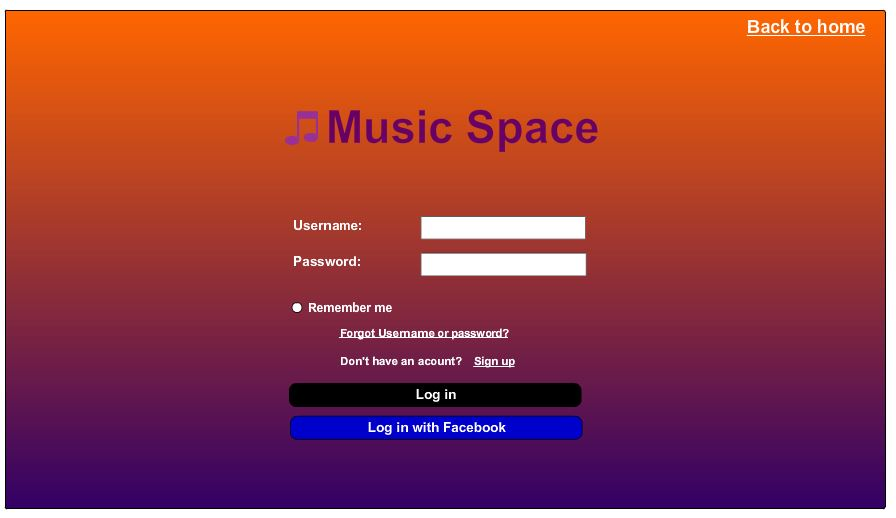 Back to home
Music Space
Username:
Password:
Remember me
Forgot Username or password?
Don't have an acount? Sign up
Log in
Log in with Facebook